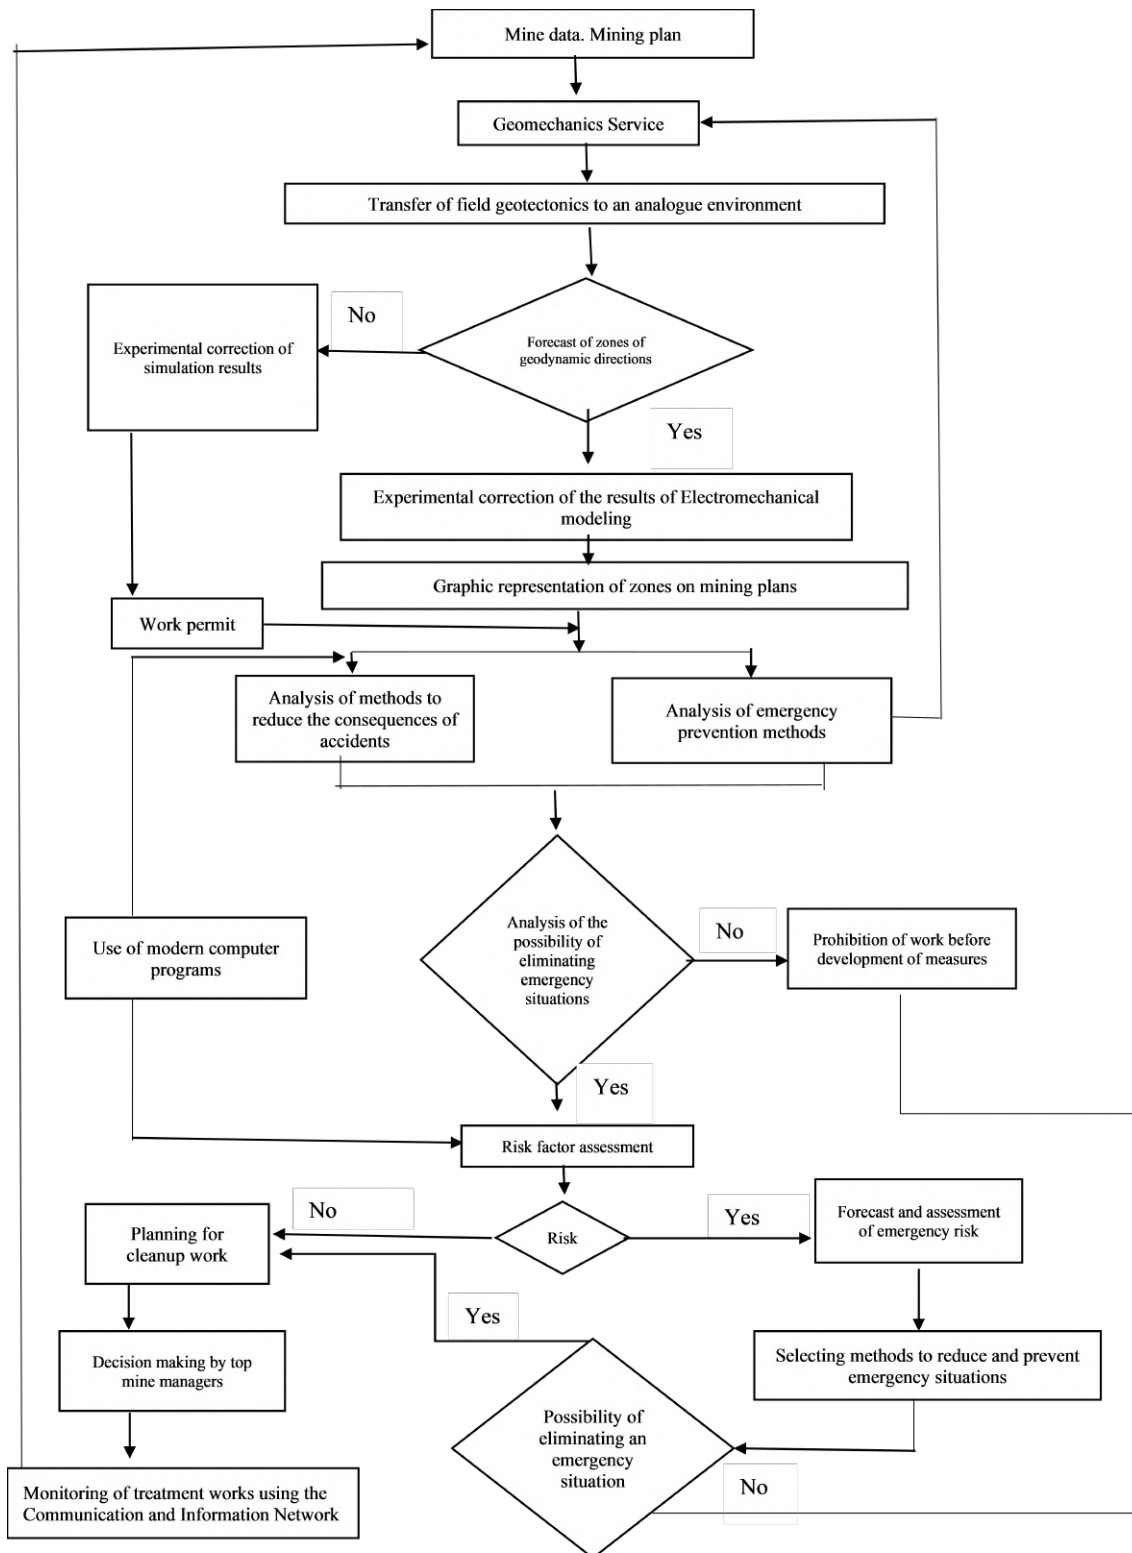 Mine data. Mining plan
Geomechanics Service
Transfer of field geotectonics to an analogue environment
No
Experimental correction of
simulation results
Forecast of zones of
geodynamic directions
Yes
Experimental correction of the results of Electromechanical
modeling
Graphic representation of zones on mining plans
Work permit
Analysis of methods to
reduce the consequences of
accidents
Analysis of emergency
prevention methods
Use of modern computer
programs
Analysis of the
possibility of
eliminating
emergency
situations
No
Prohibition of work before
development of measures
Yes
Risk factor assessment
No
Planning for
cleanup work
Risk
Yes
Forecast and assessment
of emergency risk
Yes
Decision making by top
mine managers
Selecting methods to reduce and prevent
emergency situations
Possibility of
eliminating an
emergency
situation
No
Monitoring of treatment works using the
Communication and Information Network